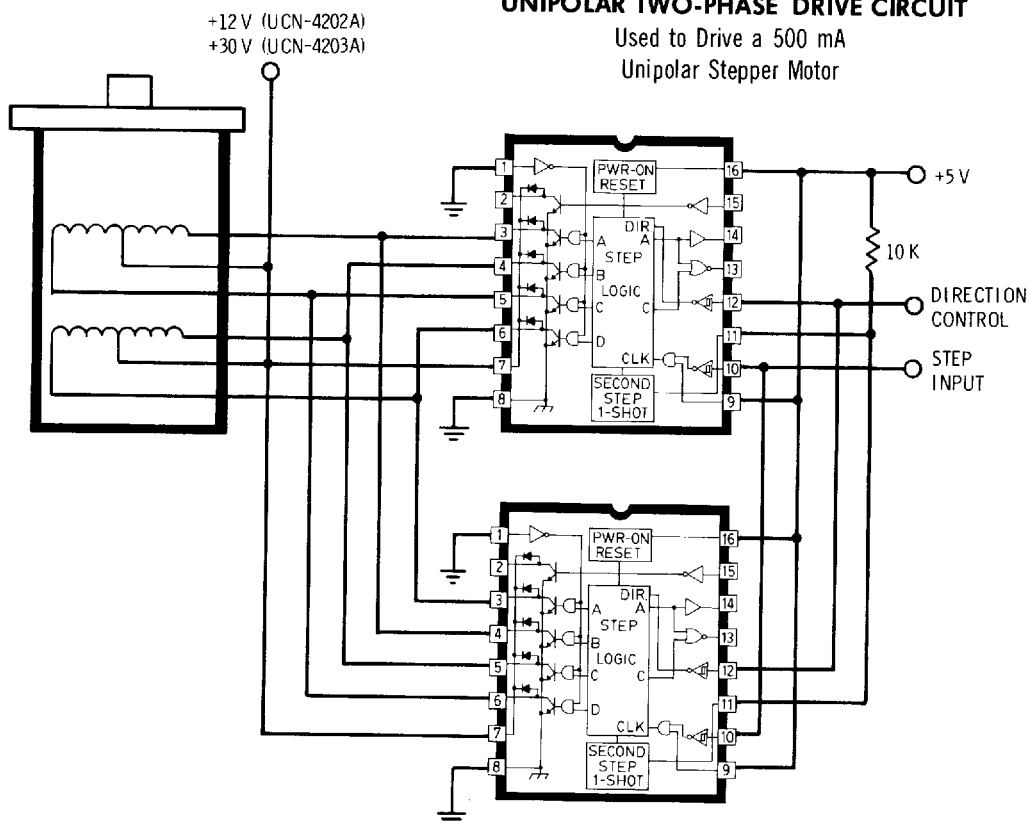 UNIPOLAR TWO-PHASE DRIVE CIRCUIT
Used to Drive a 500 mA
Unipolar Stepper Motor
+12 V (UCN-4202A)
+30 V (UCN-4203A)
1
2
3
4
5
6
7
8
PWR-ON
RESET
DIR
A
A
STEP
B
LOGIC
C
C
D
CLK
SECOND
STEP
1-SHOT
16
15
14
13
12
11
10
9
+5 V
10 K
DIRECTION
CONTROL
STEP
INPUT
1
2
3
4
5
6
7
8
PWR-ON
RESET
DIR.
A
A
STEP
B
LOGIC
C
C
D
CLK
SECOND
STEP
1-SHOT
16
15
14
13
12
11
10
9